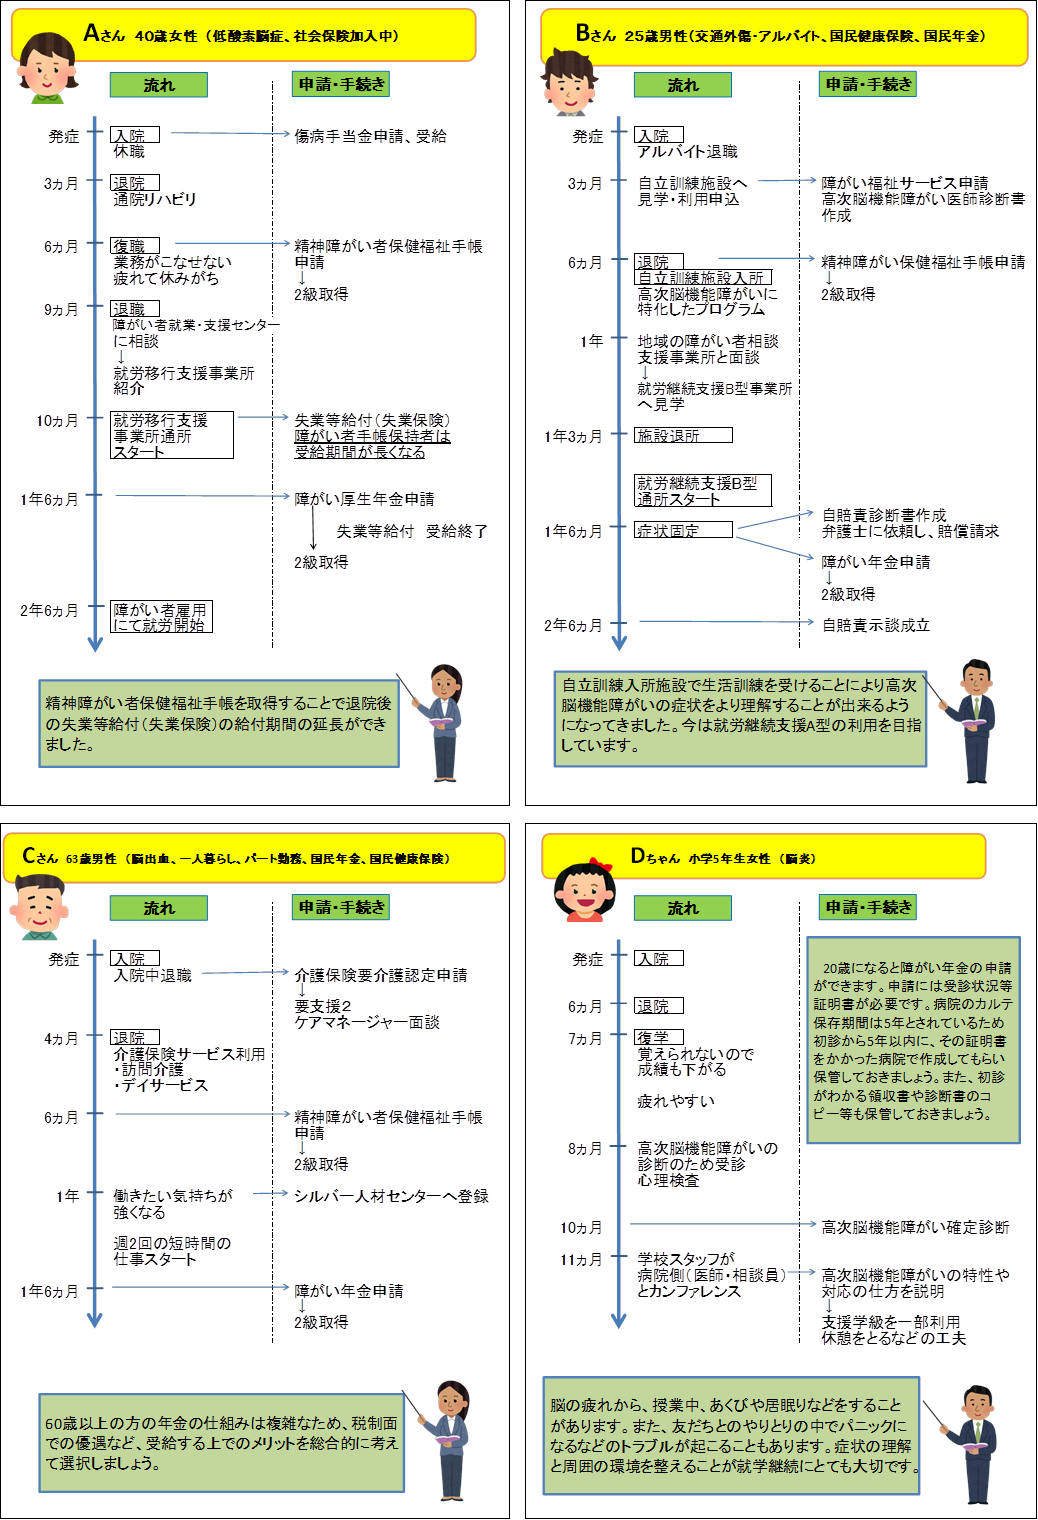 Aさん 40歳女性（低酸素脳症、社会保険加入中）
流れ
申請・手続き
発症
入院
休職
傷病手当金申請、受給
3ヵ月
退院
通院リハビリ
6ヵ月
復職
業務がこなせない
疲れて休みがち
精神障がい者保健福祉手帳
申請
↓
2級取得
9ヵ月
退職
障がい者就業・支援センター
に相談
↓
就労移行支援事業所
紹介
10ヵ月
就労移行支援
事業所通所
スタート
失業等給付（失業保険）
障がい者手帳保持者は
受給期間が長くなる
1年6ヵ月
障がい厚生年金申請
失業等給付　受給終了
2級取得
2年6ヵ月
障がい者雇用
にて就労開始
精神障がい者保健福祉手帳を取得することで退院後
の失業等給付（失業保険）の給付期間の延長ができ
ました。
Bさん 25歳男性（交通外傷・アルバイト、国民健康保険、国民年金）
流れ
申請・手続き
発症
入院
アルバイト退職
3ヵ月
自立訓練施設へ
見学・利用申込
障がい福祉サービス申請
高次脳機能障がい医師診断書
作成
6ヵ月
退院
自立訓練施設入所
高次脳機能障がいに
特化したプログラム
精神障がい保健福祉手帳申請
↓
2級取得
1年
地域の障がい者相談
支援事業所と面談
↓
就労継続支援B型事業所
へ見学
1年3ヵ月
施設退所
就労継続支援B型
通所スタート
1年6ヵ月
症状固定
自賠責診断書作成
弁護士に依頼し、賠償請求
障がい年金申請
↓
2級取得
2年6ヵ月
自賠責示談成立
自立訓練入所施設で生活訓練を受けることにより高次
脳機能障がいの症状をより理解することが出来るよう
になってきました。今は就労継続支援A型の利用を目指
しています。
Cさん 63歳男性（脳出血、一人暮らし、パート勤務、国民年金、国民健康保険）
流れ
申請・手続き
発症
入院
入院中退職
介護保険要介護認定申請
↓
要支援2
ケアマネージャー面談
4ヵ月
退院
介護保険サービス利用
・訪問介護
・デイサービス
6ヵ月
精神障がい者保健福祉手帳
申請
↓
2級取得
1年
働きたい気持ちが
強くなる
週2回の短時間の
仕事スタート
シルバー人材センターへ登録
1年6ヵ月
障がい年金申請
↓
2級取得
60歳以上の方の年金の仕組みは複雑なため、税制面
での優遇など、受給する上でのメリットを総合的に考え
て選択しましょう。
Dちゃん 小学5年生女性（脳炎）
流れ
申請・手続き
発症
入院
6ヵ月
退院
7ヵ月
復学
覚えられないので
成績も下がる
疲れやすい
20歳になると障がい年金の申請
ができます。申請には受診状況等
証明書が必要です。病院のカルテ
保存期間は5年とされているため
初診から5年以内に、その証明書
をかかった病院で作成してもらい
保管しておきましょう。また、初診
がわかる領収書や診断書のコ
ピー等も保管しておきましょう。
8ヵ月
高次脳機能障がいの
診断のため受診
心理検査
10ヵ月
高次脳機能障がい確定診断
11ヵ月
学校スタッフが
病院側（医師・相談員）
とカンファレンス
高次脳機能障がいの特性や
対応の仕方を説明
↓
支援学級を一部利用
休憩をとるなどの工夫
脳の疲れから、授業中、あくびや居眠りなどをすること
があります。また、友だちとのやりとりの中でパニックに
なるなどのトラブルが起こることもあります。症状の理解
と周囲の環境を整えることが就学継続にとても大切です。